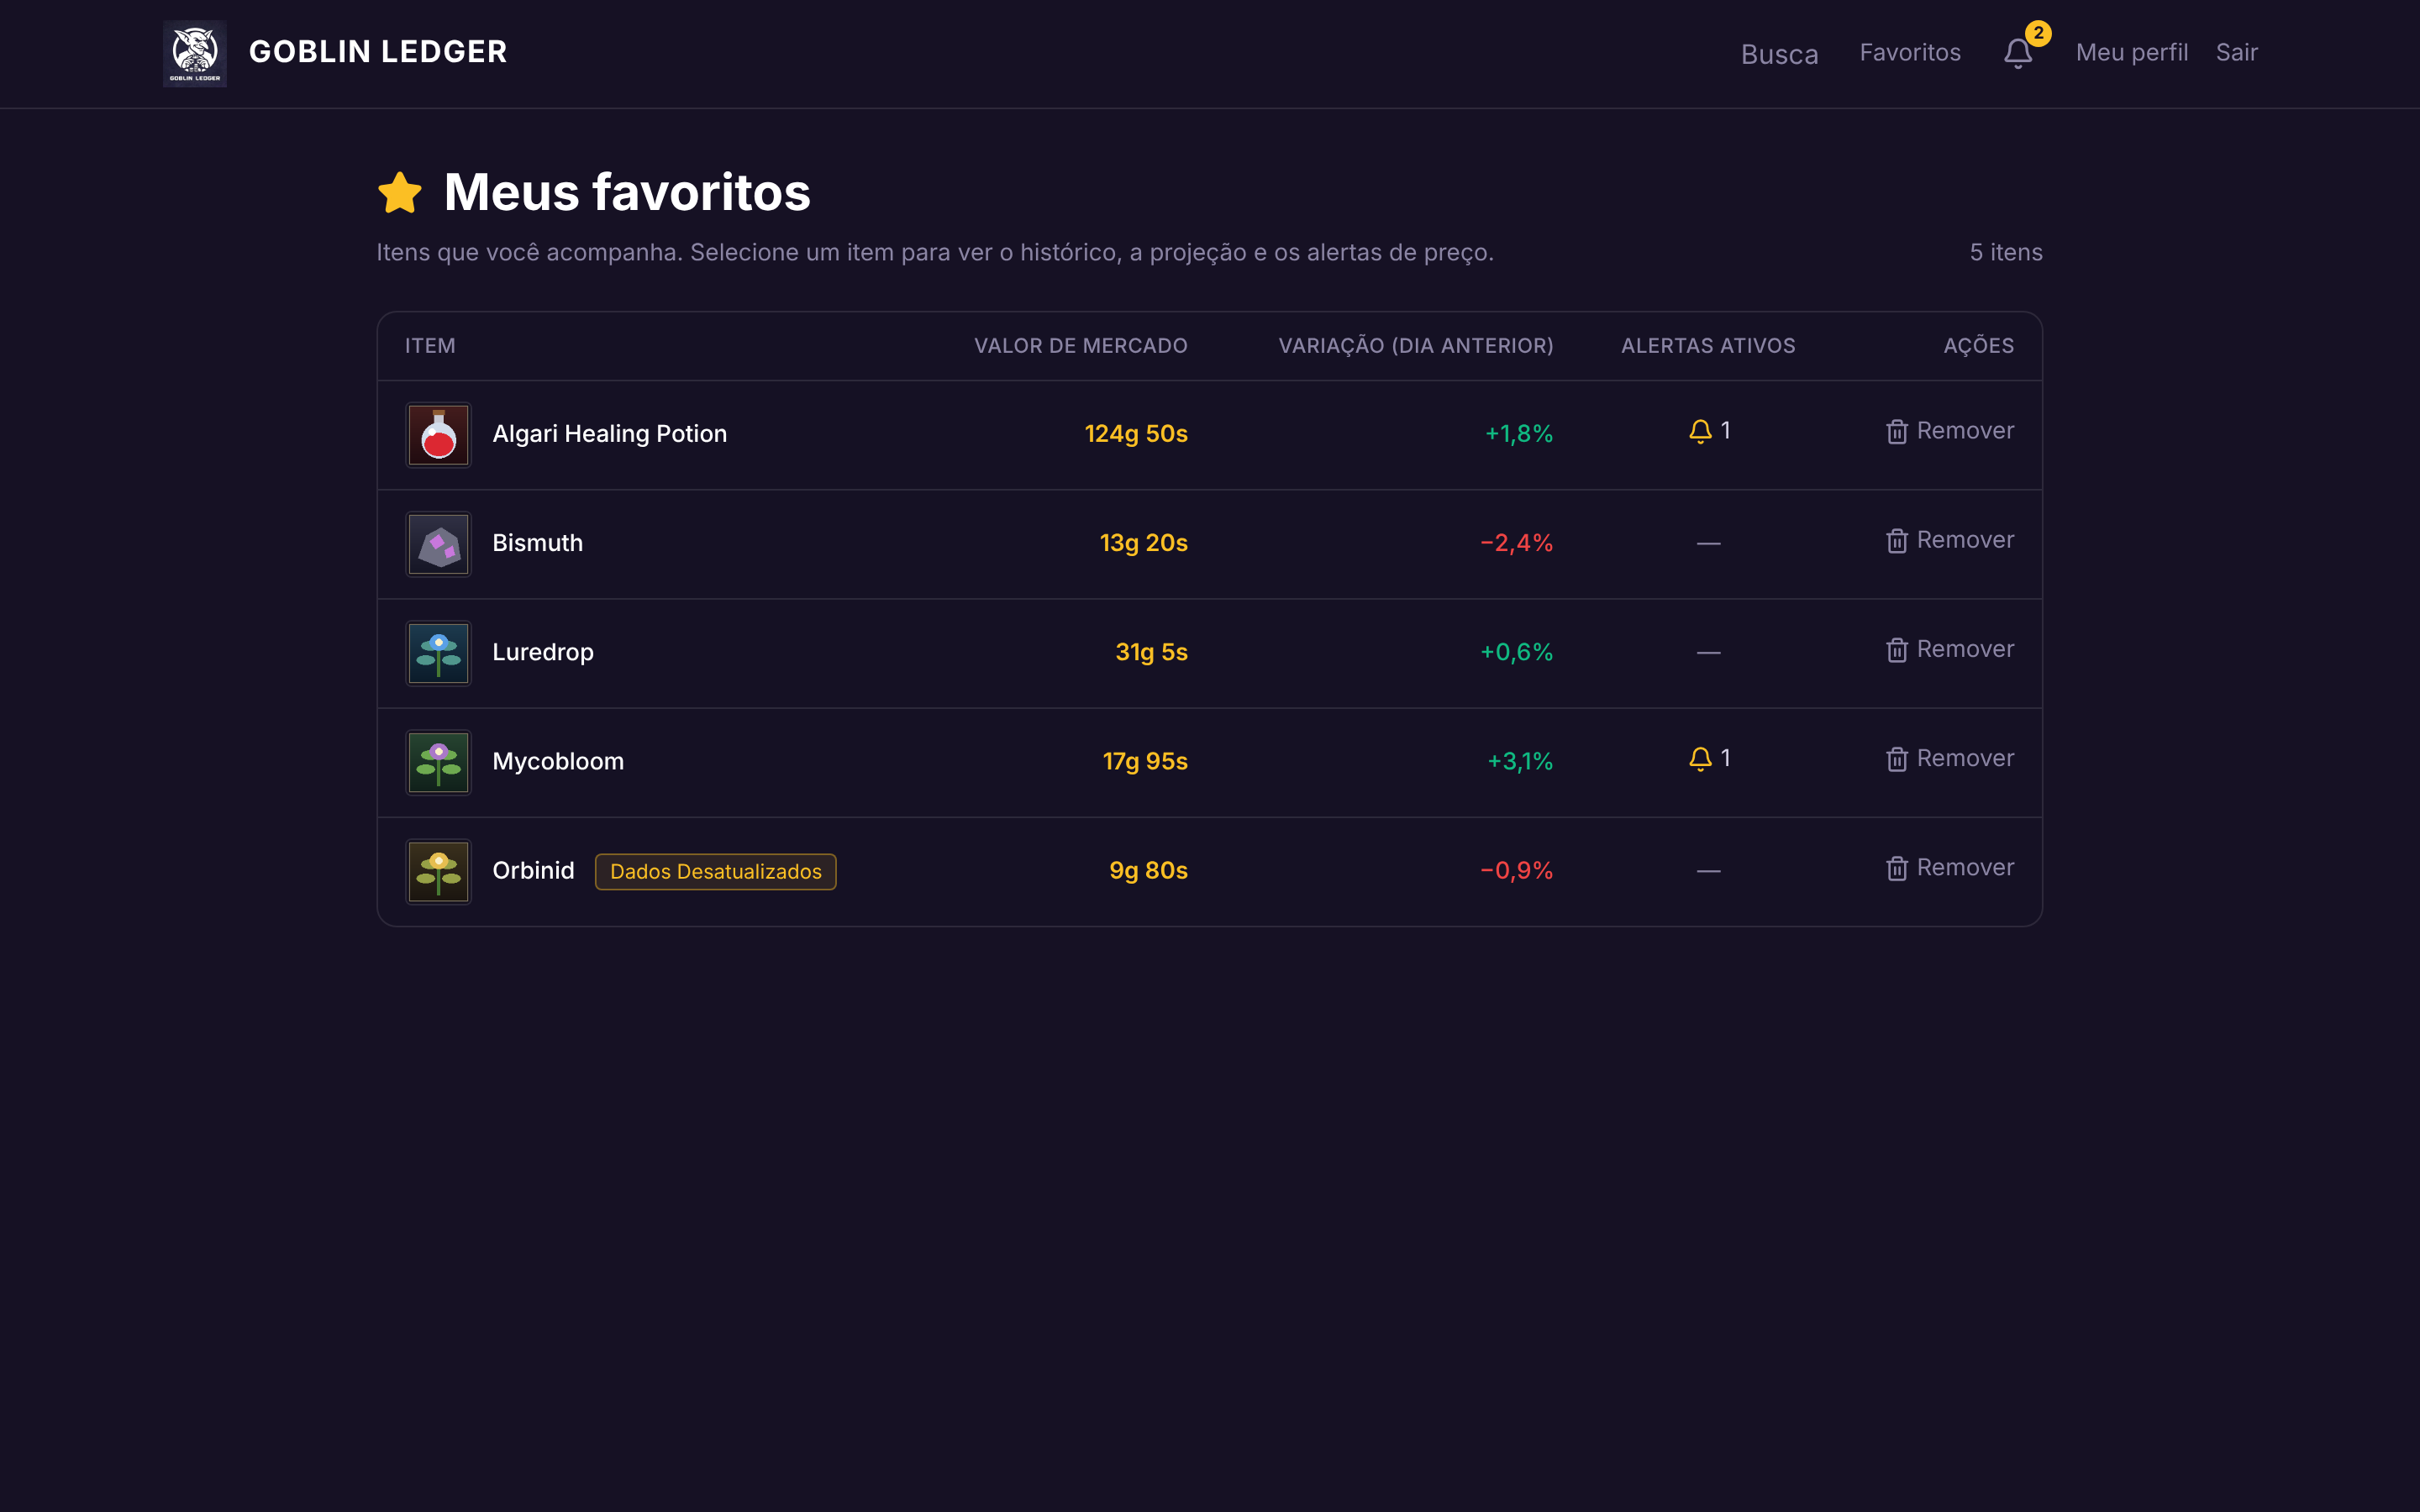 GOBLIN LEDGER
GOBLIN LEDGER
Busca
Favoritos
2
Meu perfil
Sair
Meus favoritos
Itens que você acompanha. Selecione um item para ver o histórico, a projeção e os alertas de preço.
5 itens
ITEM VALOR DE MERCADO VARIAÇÃO (DIA ANTERIOR) ALERTAS ATIVOS AÇÕES
Algari Healing Potion 124g 50s +1,8% 1 Remover
Bismuth 13g 20s −2,4% — Remover
Luredrop 31g 5s +0,6% — Remover
Mycobloom 17g 95s +3,1% 1 Remover
Orbinid Dados Desatualizados 9g 80s −0,9% — Remover